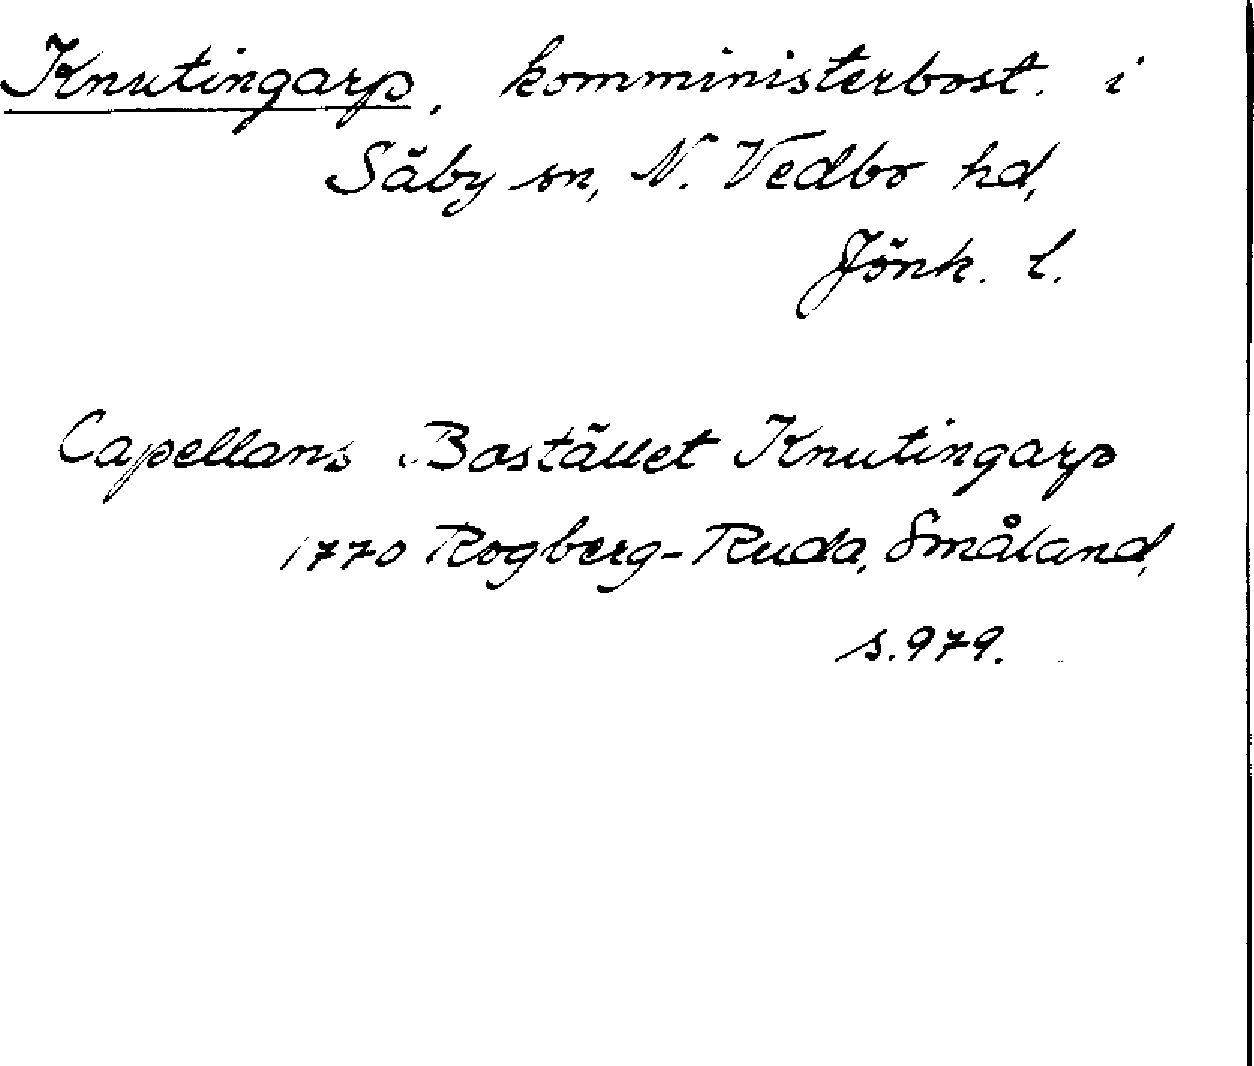 Knutingarp, komministerbost. i
Säby sn, N. Vedbo hd,
Jönk. l.
Capellans Bostället Knutingarp
1770 Rogberg-Ruda, Småland,
s. 979.